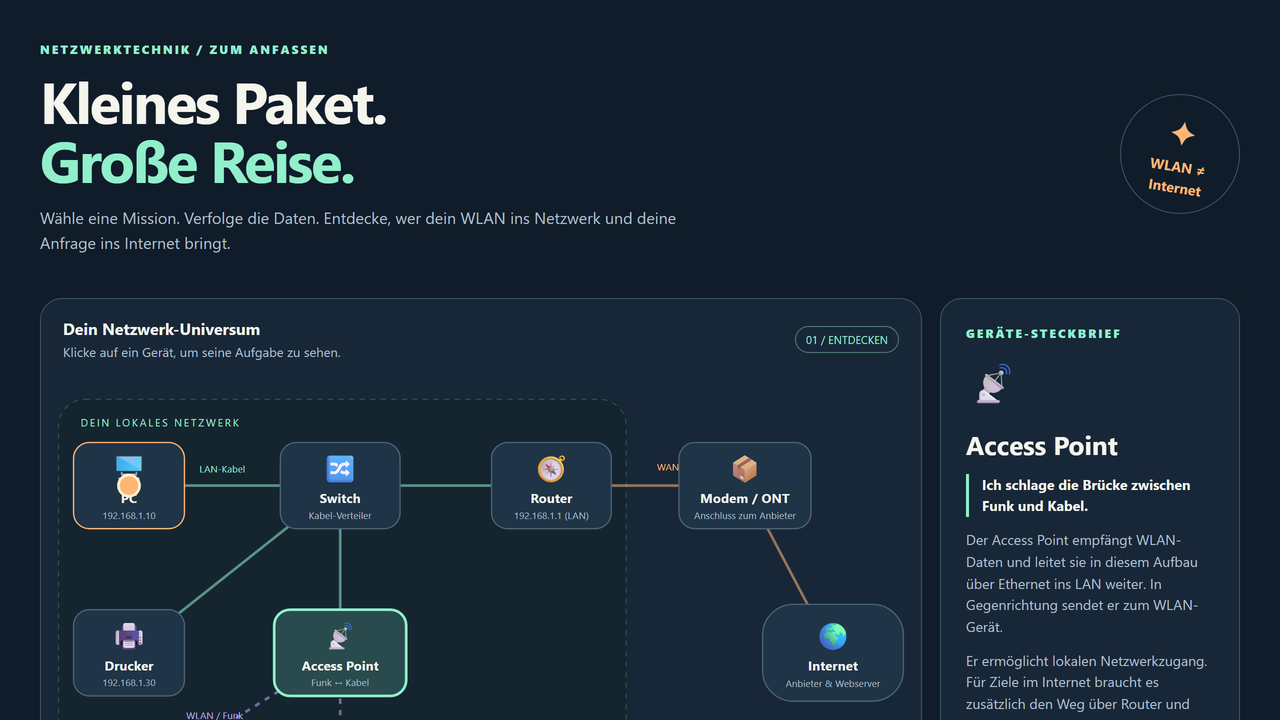 NETZWERKTECHNIK / ZUM ANFASSEN
Kleines Paket.
Große Reise.
Wähle eine Mission. Verfolge die Daten. Entdecke, wer dein WLAN ins Netzwerk und deine
Anfrage ins Internet bringt.
WLAN ≠
Internet
Dein Netzwerk-Universum
Klicke auf ein Gerät, um seine Aufgabe zu sehen.
01 / ENTDECKEN
DEIN LOKALES NETZWERK
PC
192.168.1.10
LAN-Kabel
Switch
Kabel-Verteiler
Router
192.168.1.1 (LAN)
WAN
Modem / ONT
Anschluss zum Anbieter
Drucker
192.168.1.30
Access Point
Funk ↔ Kabel
Internet
Anbieter & Webserver
WLAN / Funk
GERÄTE-STECKBRIEF
Access Point
Ich schlage die Brücke zwischen
Funk und Kabel.
Der Access Point empfängt WLAN-
Daten und leitet sie in diesem Aufbau
über Ethernet ins LAN weiter. In
Gegenrichtung sendet er zum WLAN-
Gerät.
Er ermöglicht lokalen Netzwerkzugang.
Für Ziele im Internet braucht es
zusätzlich den Weg über Router und